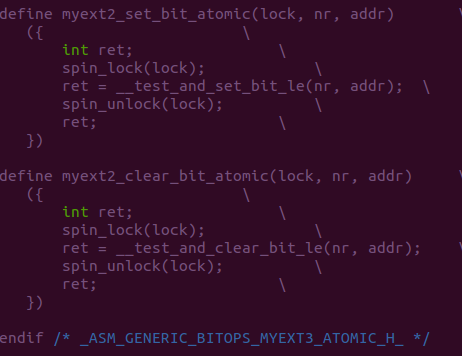 define myext2_set_bit_atomic(lock, nr, addr) \
({ \
int ret; \
spin_lock(lock); \
ret = __test_and_set_bit_le(nr, addr); \
spin_unlock(lock); \
ret; \
})
define myext2_clear_bit_atomic(lock, nr, addr) \
({ \
int ret; \
spin_lock(lock); \
ret = __test_and_clear_bit_le(nr, addr); \
spin_unlock(lock); \
ret; \
})
endif /* _ASM_GENERIC_BITOPS_MYEXT3_ATOMIC_H_ */